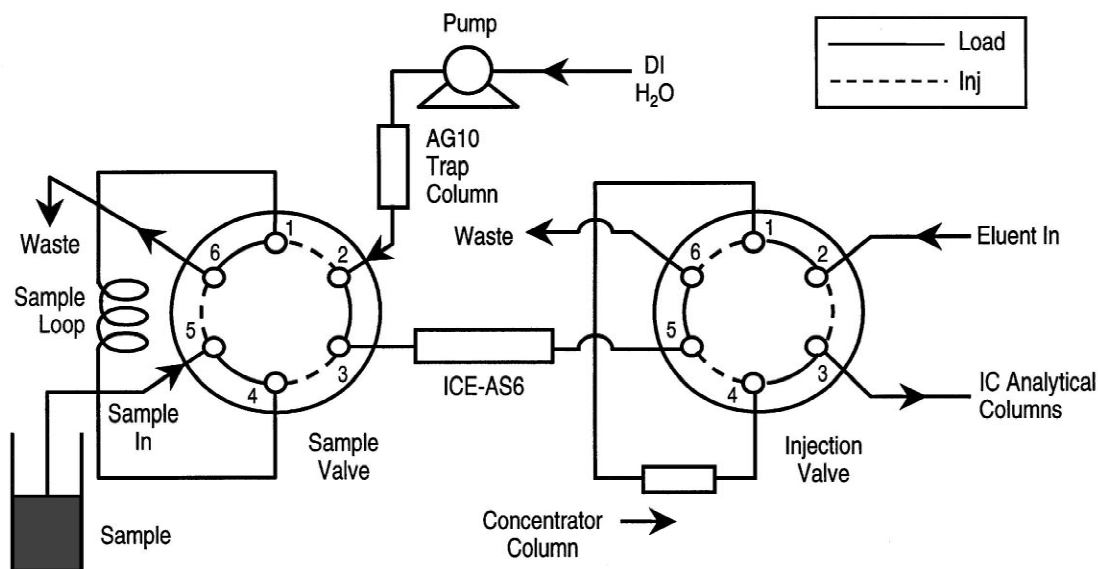 Pump
DI
H₂O
Load
Inj
AG10
Trap
Column
Waste
Sample
Loop
1
2
3
4
5
6
Sample
In
Sample
Valve
Sample
ICE-AS6
Waste
1
2
3
4
5
6
Eluent In
IC Analytical
Columns
Injection
Valve
Concentrator
Column